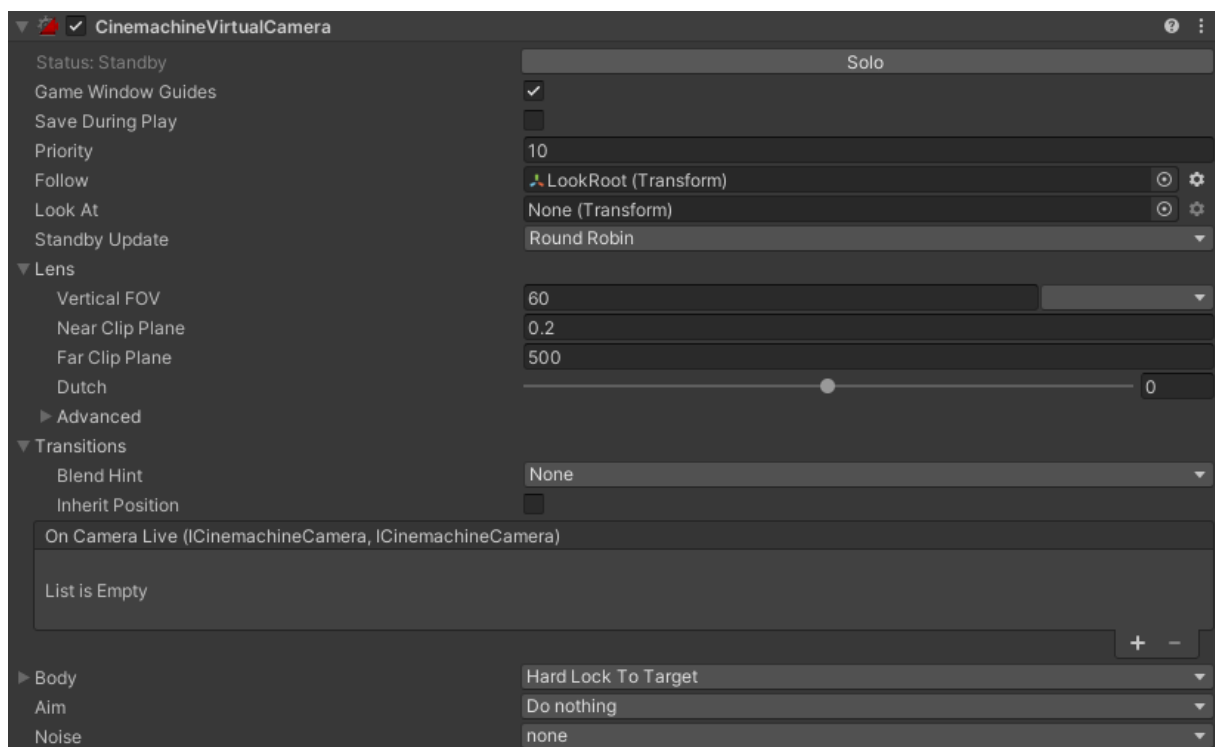 CinemachineVirtualCamera
Status: Standby Solo
Game Window Guides
Save During Play
Priority 10
Follow LookRoot (Transform)
Look At None (Transform)
Standby Update Round Robin
Lens
Vertical FOV 60
Near Clip Plane 0.2
Far Clip Plane 500
Dutch 0
Advanced
Transitions
Blend Hint None
Inherit Position
On Camera Live (ICinemachineCamera, ICinemachineCamera)
List is Empty
Body Hard Lock To Target
Aim Do nothing
Noise none